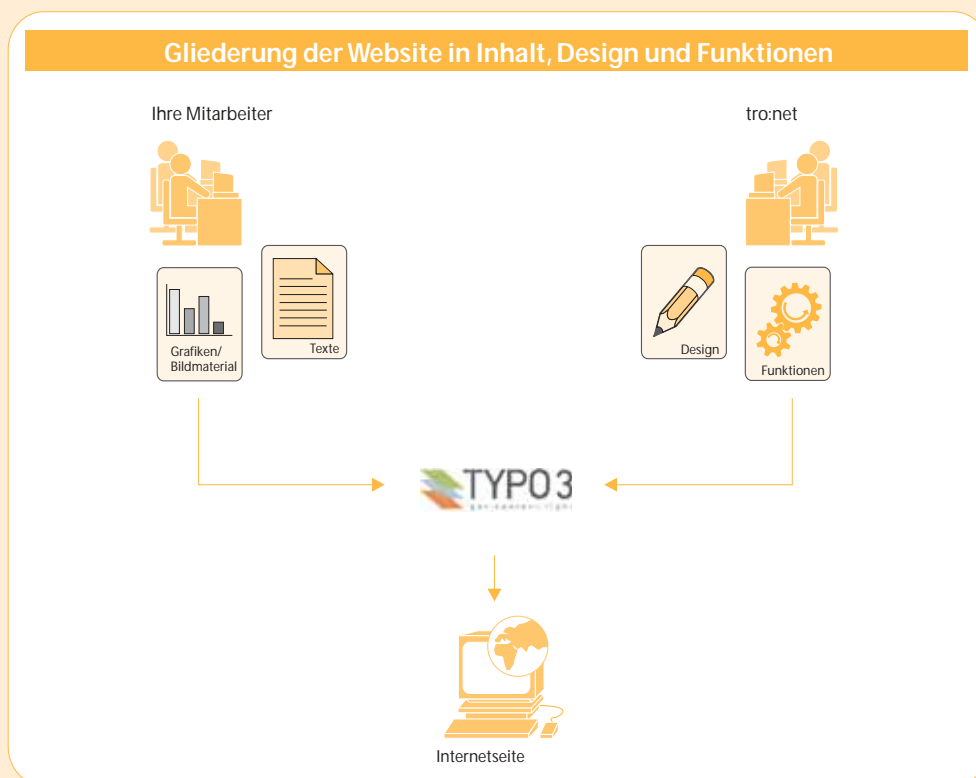 Gliederung der Website in Inhalt, Design und Funktionen
Ihre Mitarbeiter
tro:net
Grafiken/
Bildmaterial
Texte
Design
Funktionen
TYPO3
Internetseite